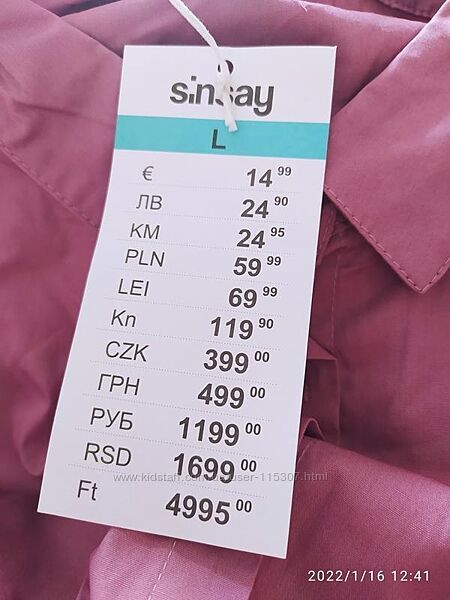 sinsay
L
€ 14 99
ЛВ 24 90
KM 24 95
PLN 59 99
LEI 69 99
Kn 119 90
CZK 399 00
ГРН 499 00
РУБ 1199 00
RSD 1699 00
Ft 4995 00
2022/1/16 12:41